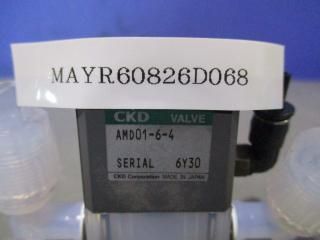 MAYR60826D068
CKD VALVE
AMD01-6-4
SERIAL 6Y30
CKD Corporation MADE IN JAPAN